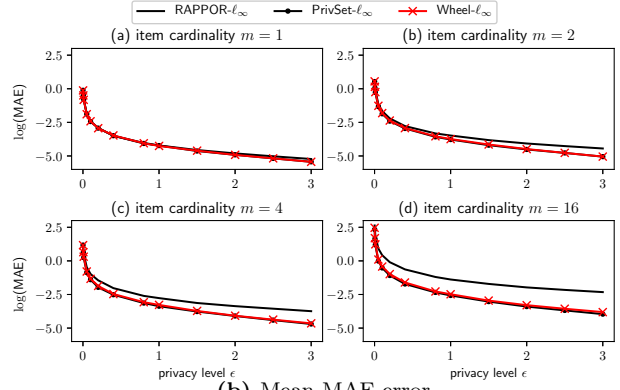 RAPPOR-ℓ∞ PrivSet-ℓ∞ Wheel-ℓ∞
(a) item cardinality m = 1 (b) item cardinality m = 2
2.5 2.5
0.0 0.0
−2.5 −2.5
−5.0 −5.0
log(MAE)
0 1 2 3 0 1 2 3
(c) item cardinality m = 4 (d) item cardinality m = 16
2.5 2.5
0.0 0.0
−2.5 −2.5
−5.0 −5.0
log(MAE)
0 1 2 3 0 1 2 3
privacy level ϵ privacy level ϵ
(b) Mean MAE error